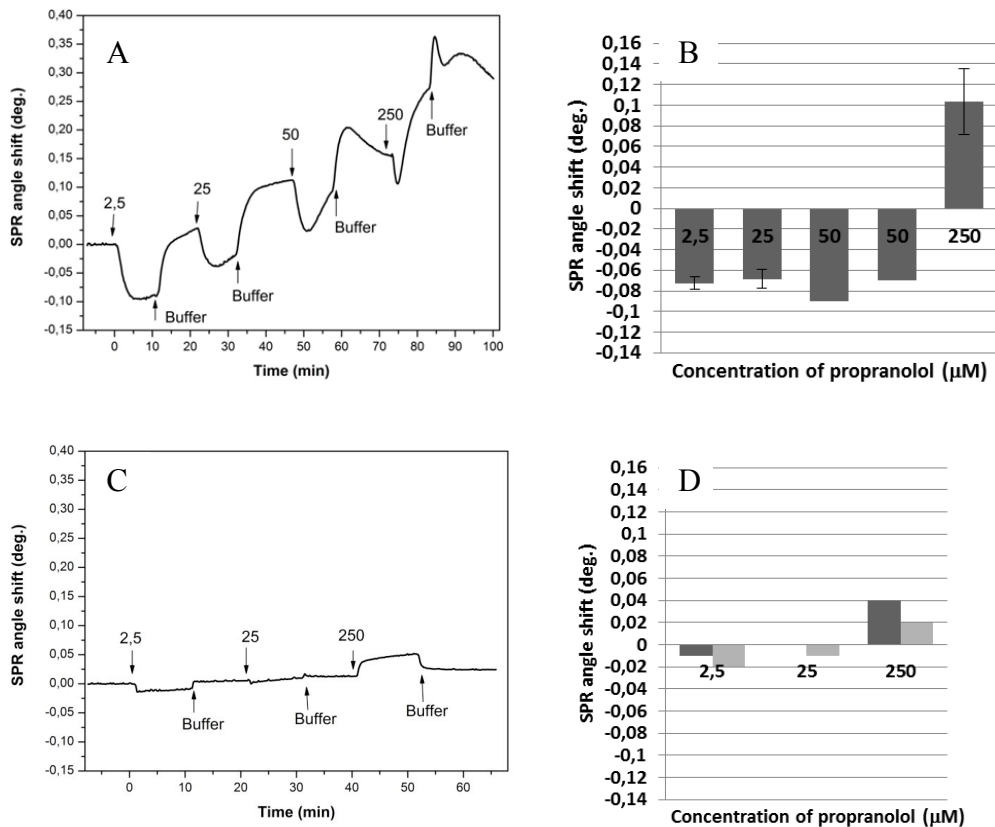 A
SPR angle shift (deg.)
0,40
0,35
0,30
0,25
0,20
0,15
0,10
0,05
0,00
-0,05
-0,10
-0,15
2,5
25
50
250
Buffer
Buffer
Buffer
Buffer
0 10 20 30 40 50 60 70 80 90 100
Time (min)
B
SPR angle shift (deg.)
0,16
0,14
0,12
0,1
0,08
0,06
0,04
0,02
0
-0,02
-0,04
-0,06
-0,08
-0,1
-0,12
-0,14
2,5 25 50 50 250
Concentration of propranolol (µM)
C
SPR angle shift (deg.)
0,40
0,35
0,30
0,25
0,20
0,15
0,10
0,05
0,00
-0,05
-0,10
-0,15
2,5
25
250
Buffer
Buffer
Buffer
0 10 20 30 40 50 60
Time (min)
D
SPR angle shift (deg.)
0,16
0,14
0,12
0,1
0,08
0,06
0,04
0,02
0
-0,02
-0,04
-0,06
-0,08
-0,1
-0,12
-0,14
2,5 25 250
Concentration of propranolol (µM)